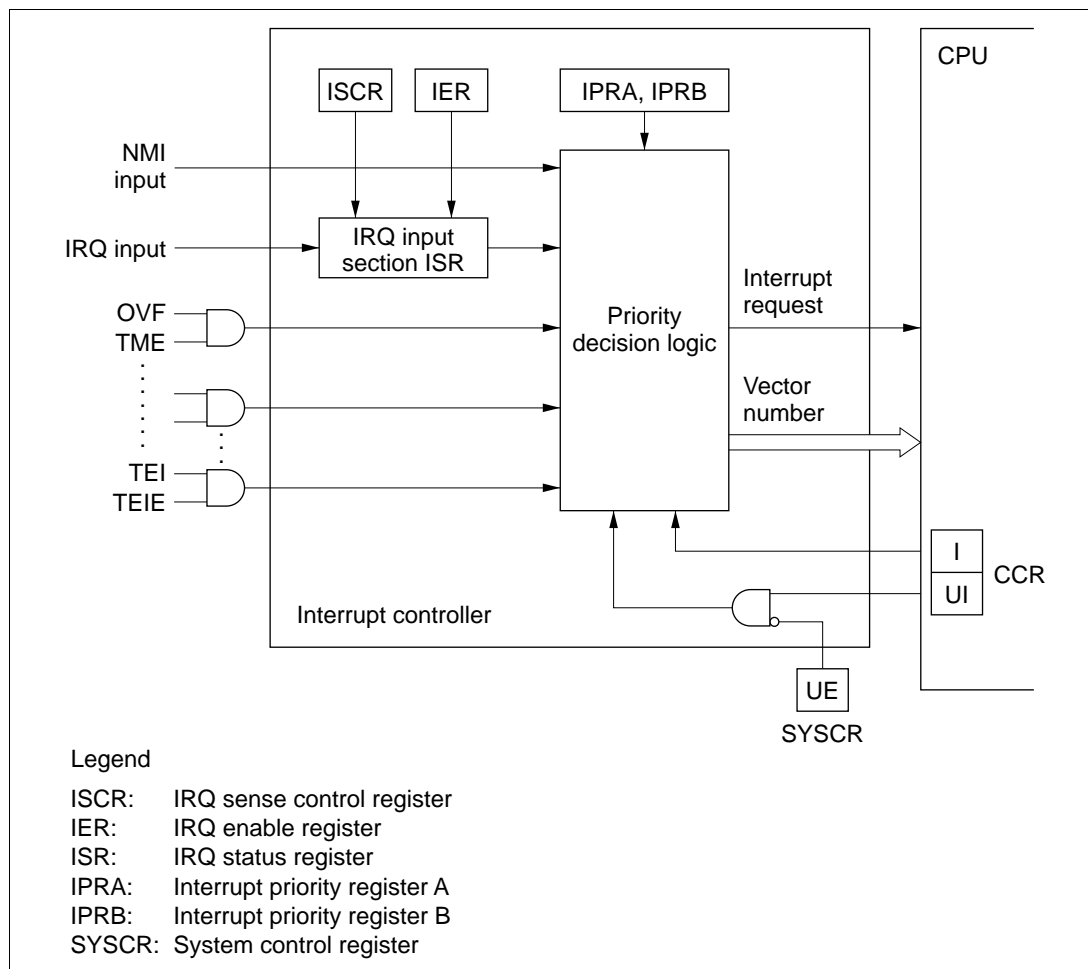 CPU
ISCR
IER
IPRA, IPRB
NMI
input
IRQ input
IRQ input
section ISR
OVF
TME
Priority
decision logic
Interrupt
request
Vector
number
TEI
TEIE
I
UI
CCR
Interrupt controller
UE
SYSCR
Legend
ISCR: IRQ sense control register
IER: IRQ enable register
ISR: IRQ status register
IPRA: Interrupt priority register A
IPRB: Interrupt priority register B
SYSCR: System control register